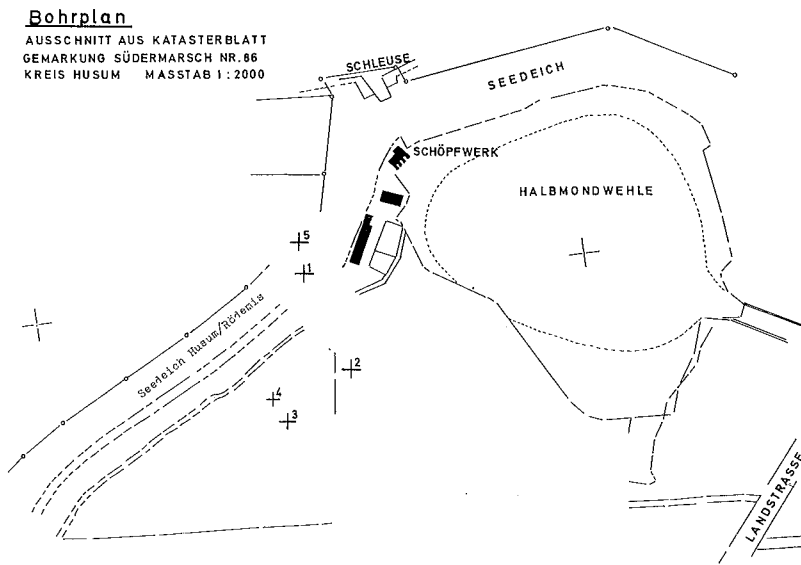 Bohrplan
AUSSCHNITT AUS KATASTERBLATT
GEMARKUNG SÜDERMARSCH NR. 86
KREIS HUSUM MASSTAB 1:2000
SCHLEUSE
SEEDEICH
SCHÖPFWERK
HALBMONDWEHLE
5
1
Seedeich Husum/Rödemis
2
4
3
LANDSTRASSE